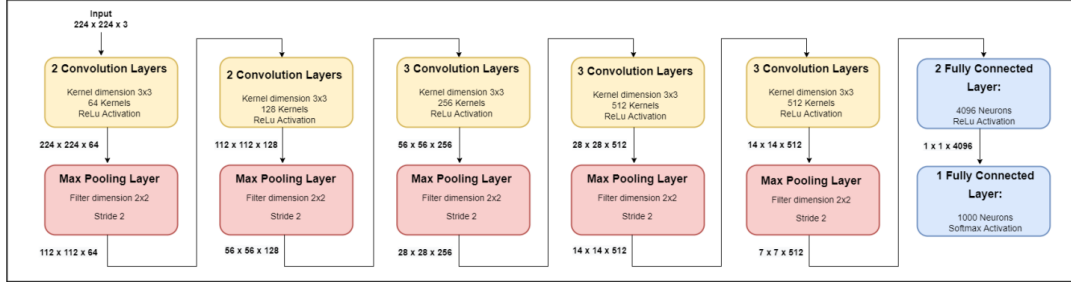 Input
224 x 224 x 3
2 Convolution Layers
Kernel dimension 3x3
64 Kernels
ReLu Activation
224 x 224 x 64
Max Pooling Layer
Filter dimension 2x2
Stride 2
112 x 112 x 64
2 Convolution Layers
Kernel dimension 3x3
128 Kernels
ReLu Activation
112 x 112 x 128
Max Pooling Layer
Filter dimension 2x2
Stride 2
56 x 56 x 128
3 Convolution Layers
Kernel dimension 3x3
256 Kernels
ReLu Activation
56 x 56 x 256
Max Pooling Layer
Filter dimension 2x2
Stride 2
28 x 28 x 256
3 Convolution Layers
Kernel dimension 3x3
512 Kernels
ReLu Activation
28 x 28 x 512
Max Pooling Layer
Filter dimension 2x2
Stride 2
14 x 14 x 512
3 Convolution Layers
Kernel dimension 3x3
512 Kernels
ReLu Activation
14 x 14 x 512
Max Pooling Layer
Filter dimension 2x2
Stride 2
7 x 7 x 512
2 Fully Connected
Layer:
4096 Neurons
ReLu Activation
1 x 1 x 4096
1 Fully Connected
Layer:
1000 Neurons
Softmax Activation